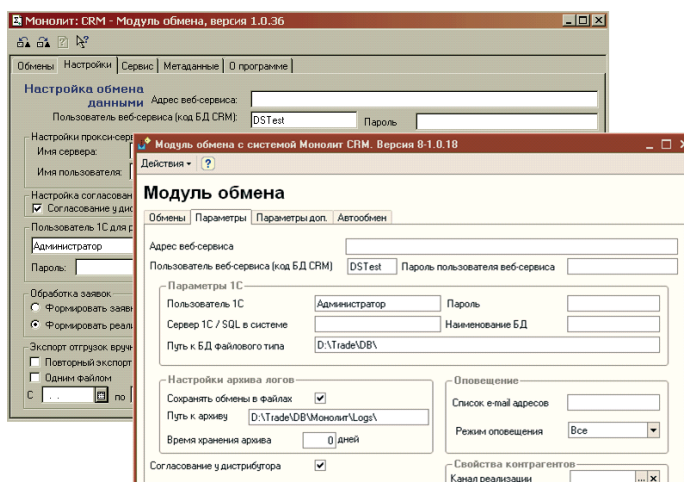 Монолит: CRM - Модуль обмена, версия 1.0.36
Обмены Настройки Сервис Метаданные О программе
Настройка обмена
данными
Адрес веб-сервиса:
Пользователь веб-сервиса (код БД CRM): DSTest Пароль
Настройки прокси-сер
Имя сервера:
Имя пользователя:
Настройка согласован
Согласование у дис
Пользователь 1С для р
Администратор
Пароль:
Обработка заявок
Формировать заяв
Формировать реали
Экспорт отгрузок вруч
Повторный экспорт
Одним файлом
С . . по
Модуль обмена с системой Монолит CRM. Версия 8-1.0.18
Действия
Модуль обмена
Обмены Параметры Параметры доп. Автообмен
Адрес веб-сервиса
Пользователь веб-сервиса (код БД CRM) DSTest Пароль пользователя веб-сервиса
Параметры 1С
Пользователь 1С Администратор Пароль
Сервер 1С / SQL в системе Наименование БД
Путь к БД файлового типа D:\Trade\DB\
Настройки архива логов
Сохранять обмены в файлах
Путь к архиву D:\Trade\DB\Монолит\Logs\
Время хранения архива 0 дней
Оповещение
Список e-mail адресов
Режим оповещения Все
Согласование у дистрибутора
Свойства контрагентов
Канал реализации ... x